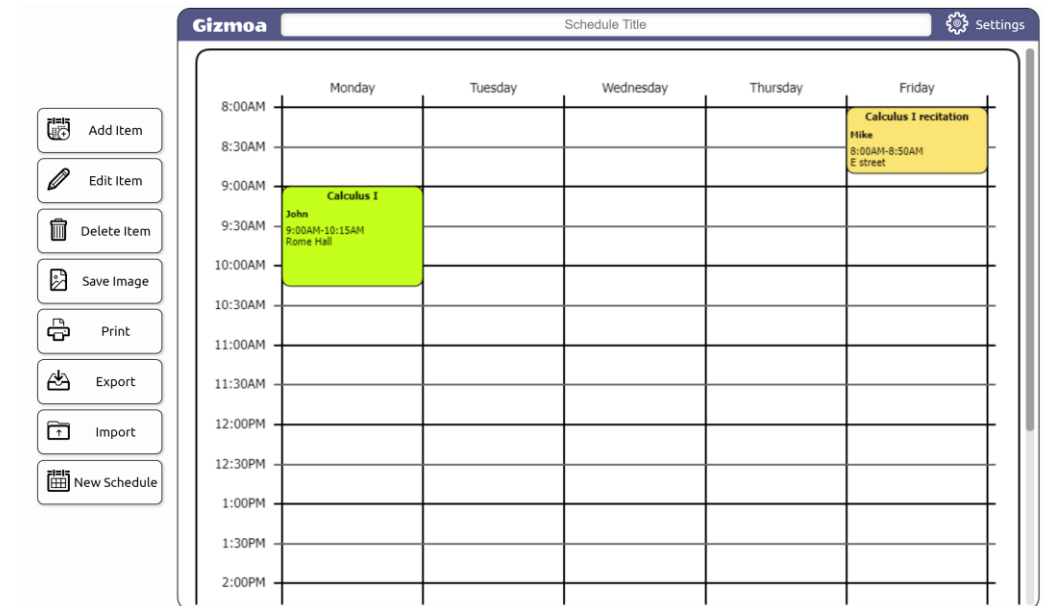 Gizmoa
Schedule Title
Settings
Add Item
Edit Item
Delete Item
Save Image
Print
Export
Import
New Schedule
Monday Tuesday Wednesday Thursday Friday
8:00AM
8:30AM
9:00AM
9:30AM
10:00AM
10:30AM
11:00AM
11:30AM
12:00PM
12:30PM
1:00PM
1:30PM
2:00PM
Calculus I
John
9:00AM-10:15AM
Rome Hall
Calculus I recitation
Mike
8:00AM-8:50AM
E street